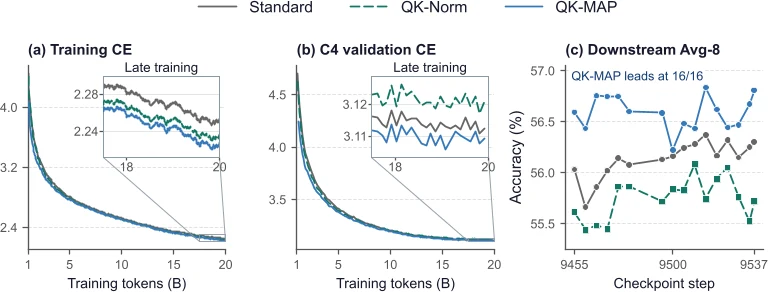 Standard QK-Norm QK-MAP
(a) Training CE
Late training
2.28
2.24
18 20
4.0
3.2
2.4
1 5 10 15 20
Training tokens (B)
(b) C4 validation CE
Late training
3.12
3.11
18 20
4.5
4.0
3.5
1 5 10 15 20
Training tokens (B)
(c) Downstream Avg-8
QK-MAP leads at 16/16
Accuracy (%)
57.0
56.5
56.0
55.5
9455 9500 9537
Checkpoint step